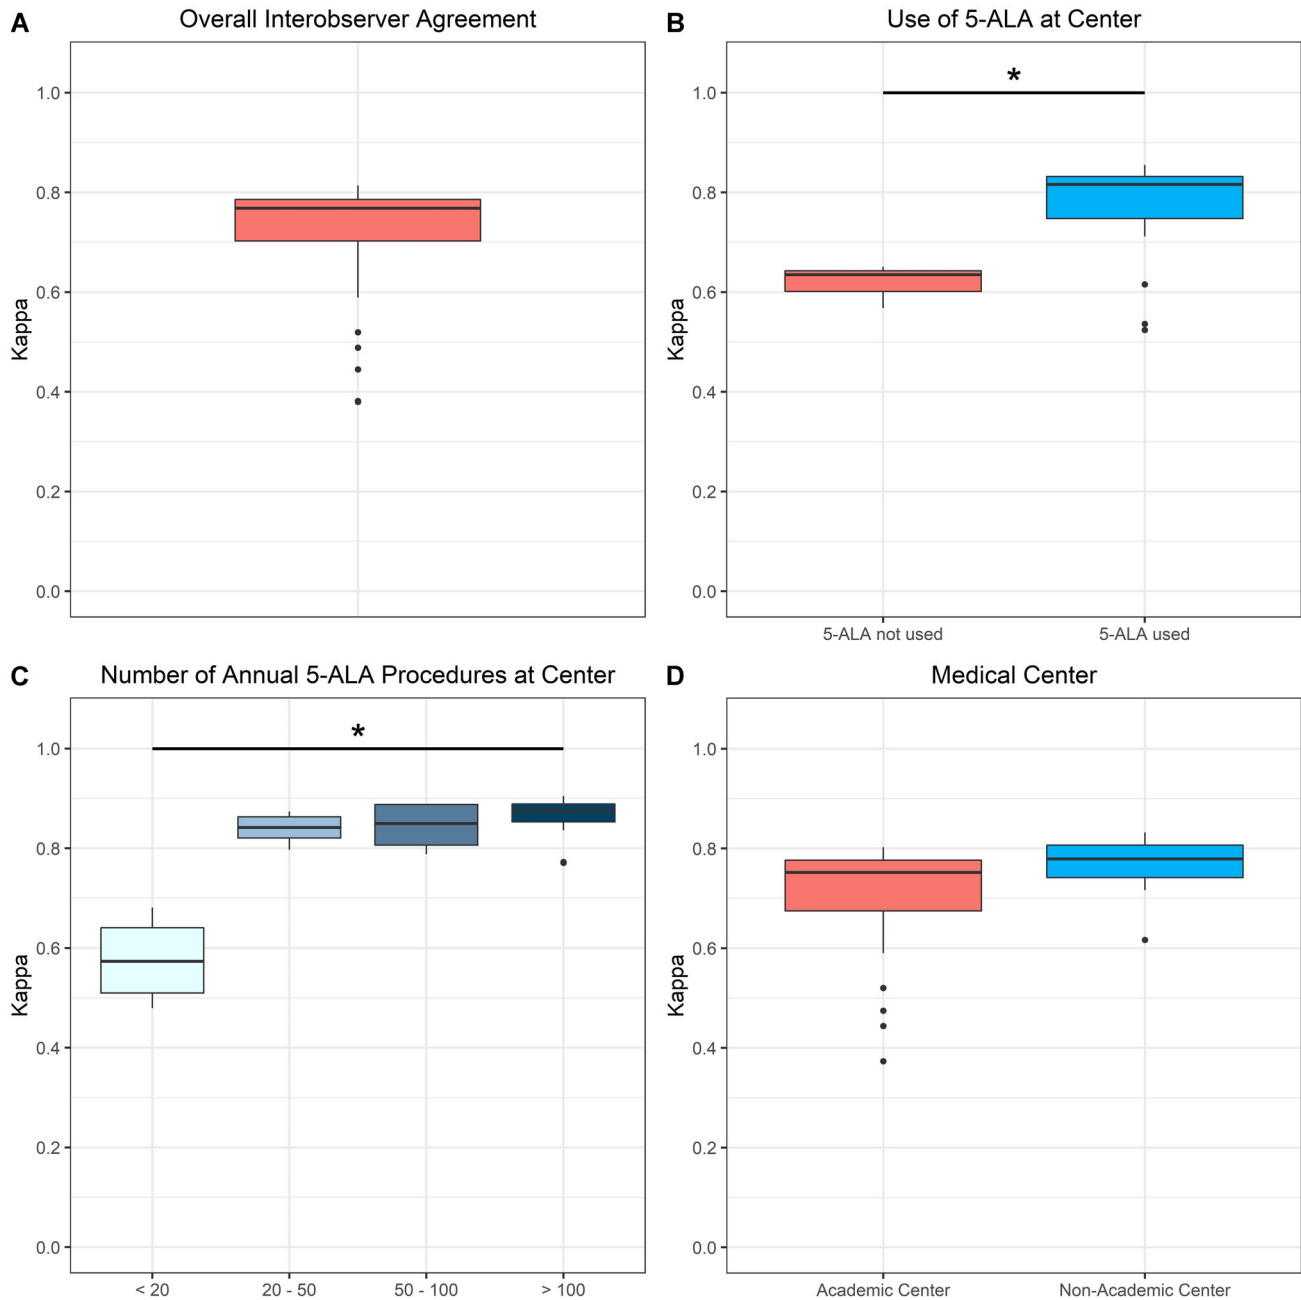 A
Overall Interobserver Agreement
Kappa
1.0
0.8
0.6
0.4
0.2
0.0
B
Use of 5-ALA at Center
*
Kappa
1.0
0.8
0.6
0.4
0.2
0.0
5-ALA not used
5-ALA used
C
Number of Annual 5-ALA Procedures at Center
*
Kappa
1.0
0.8
0.6
0.4
0.2
0.0
< 20
20 - 50
50 - 100
> 100
D
Medical Center
Kappa
1.0
0.8
0.6
0.4
0.2
0.0
Academic Center
Non-Academic Center